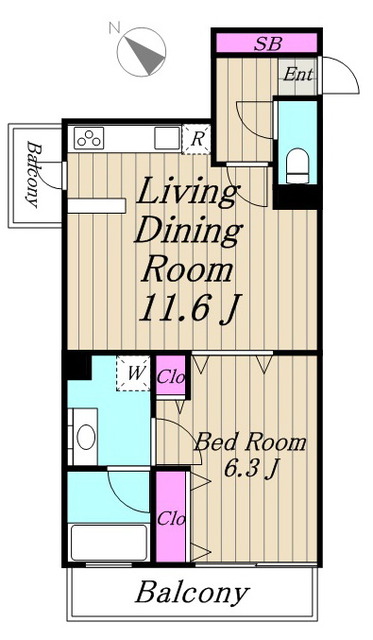 N
SB
Ent
R
Balcony
Living
Dining
Room
11.6 J
W
Clo
Bed Room
6.3 J
Clo
Balcony